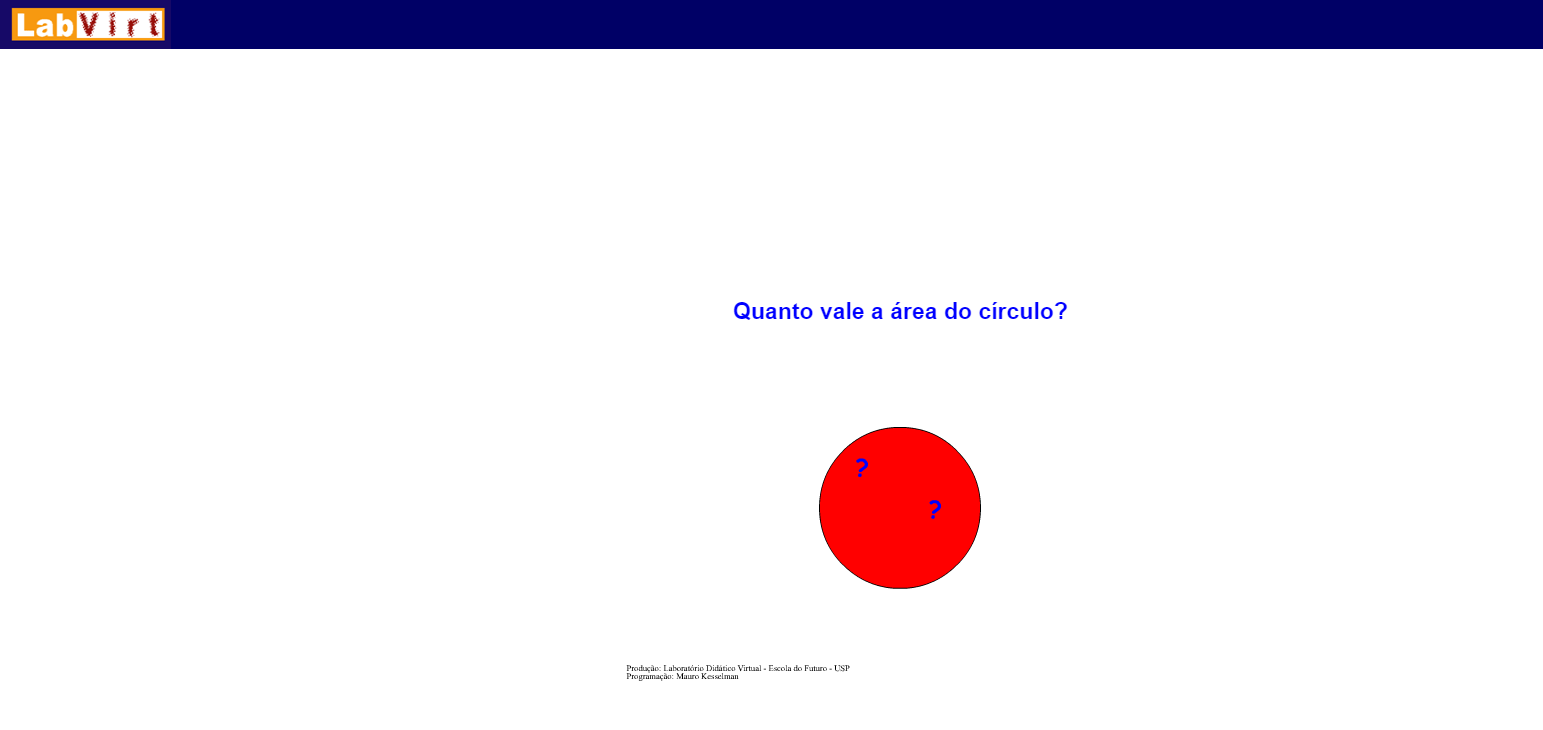 LabVirt
Quanto vale a área do círculo?
?
?
Produção: Laboratório Didático Virtual - Escola do Futuro - USP
Programação: Mauro Kesselman